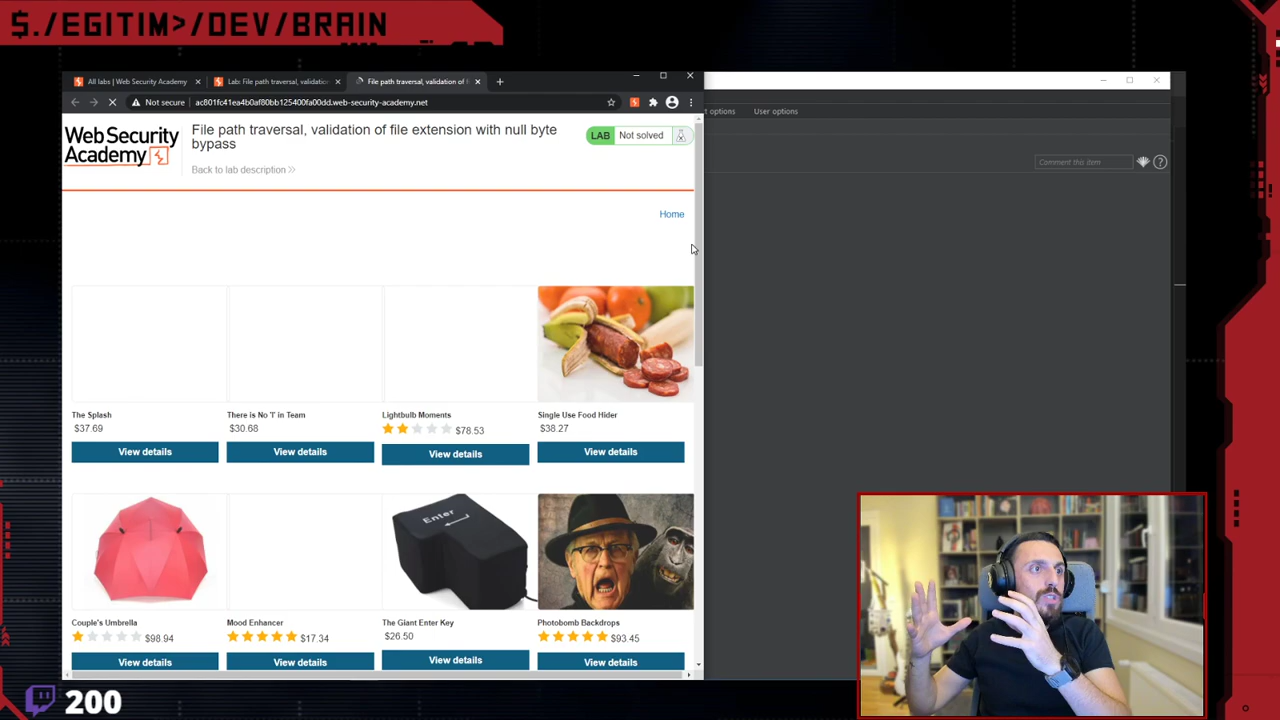 $./EGITIM>/DEV/BRAIN
All labs | Web Security Academy
Lab: File path traversal, validatio
File path traversal, validation of f
Not secure
ac801fc41ea4b0af80bb125400fa00dd.web-security-academy.net
options
User options
Comment this item
Web Security
Academy
File path traversal, validation of file extension with null byte
bypass
Back to lab description >>
LAB
Not solved
Home
The Splash
$37.69
View details
There is No 'I' in Team
$30.68
View details
Lightbulb Moments
$78.53
View details
Single Use Food Hider
$38.27
View details
Enter
Couple's Umbrella
$98.94
View details
Mood Enhancer
$17.34
View details
The Giant Enter Key
$26.50
View details
Photobomb Backdrops
$93.45
View details
200